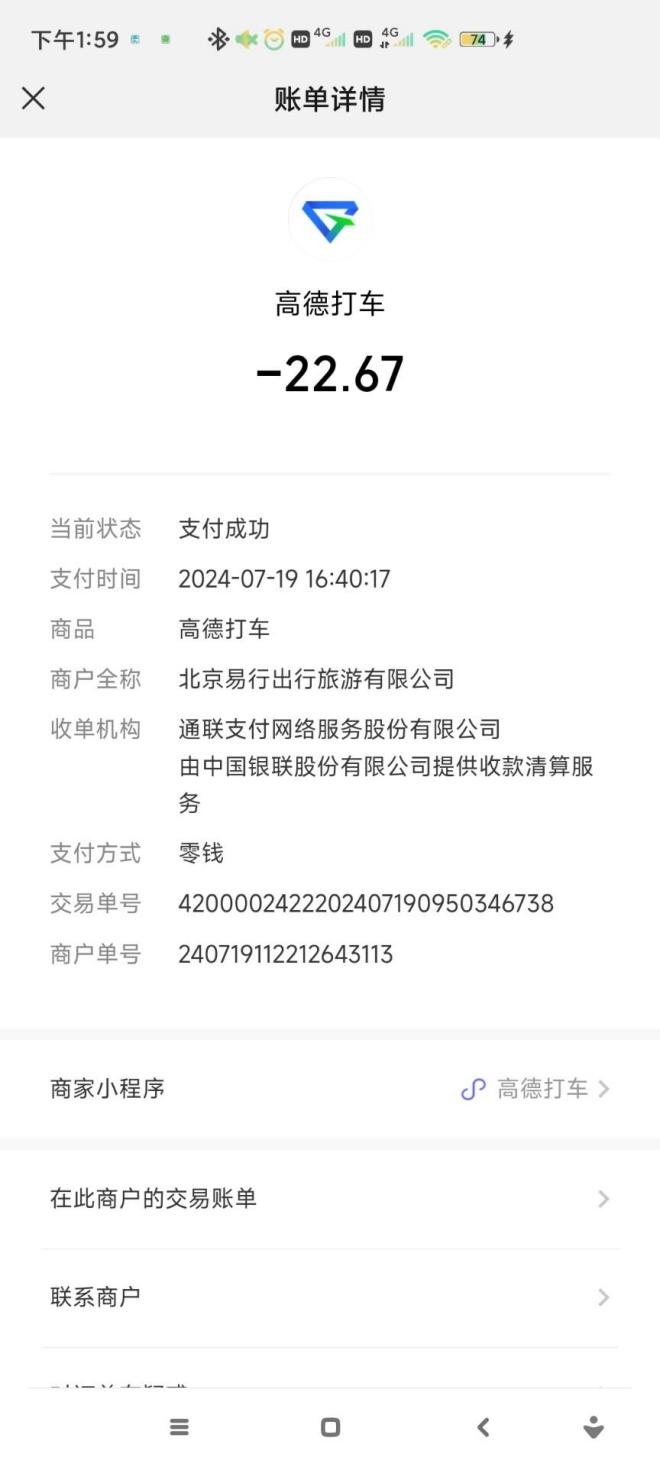 下午1:59 HD 4G HD 4G 74
账单详情
高德打车
-22.67
当前状态 支付成功
支付时间 2024-07-19 16:40:17
商品 高德打车
商户全称 北京易行出行旅游有限公司
收单机构 通联支付网络服务股份有限公司
由中国银联股份有限公司提供收款清算服
务
支付方式 零钱
交易单号 4200002422202407190950346738
商户单号 240719112212643113
商家小程序 高德打车
在此商户的交易账单
联系商户